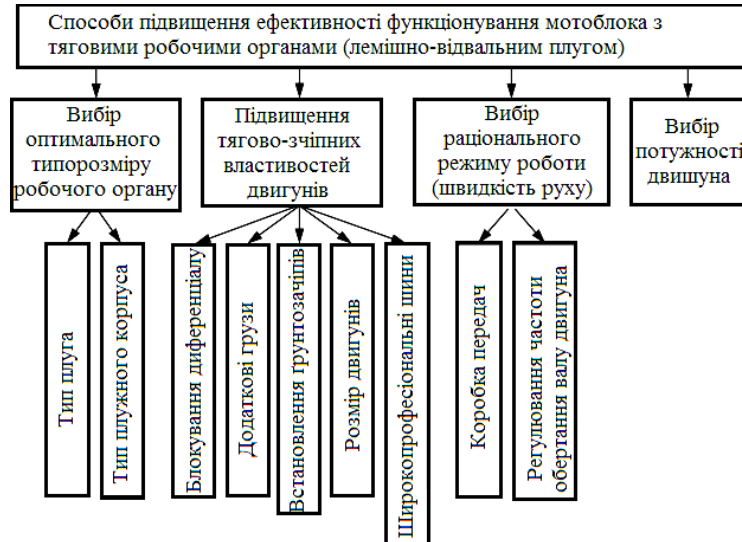 Способи підвищення ефективності функціонування мотоблока з
тяговими робочими органами (лемішно-відвальним плугом)
Вибір
оптимального
типорозміру
робочого органу
Підвищення
тягово-зчіпних
властивостей
двигунів
Вибір
раціонального
режиму роботи
(швидкість руху)
Вибір
потужності
двишуна
Тип плуга
Тип плужного корпуса
Блокування диференціалу
Додаткові грузи
Встановлення ґрунтозачіпів
Розмір двигунів
Широкопрофесіональні шини
Коробка передач
Регулювання частоти
обертання валу двигуна